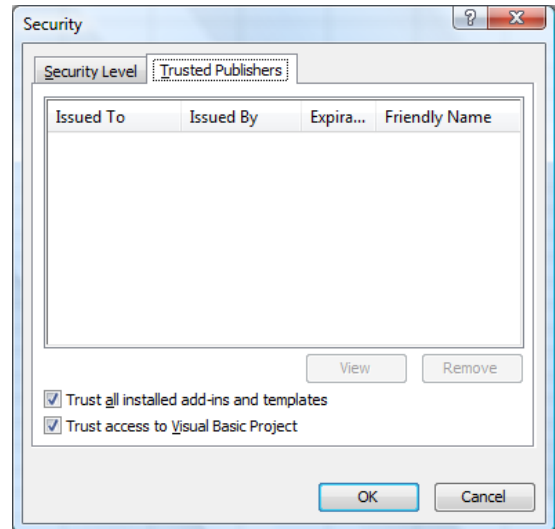 Security
Security Level Trusted Publishers
Issued To Issued By Expira... Friendly Name
View Remove
Trust all installed add-ins and templates
Trust access to Visual Basic Project
OK Cancel